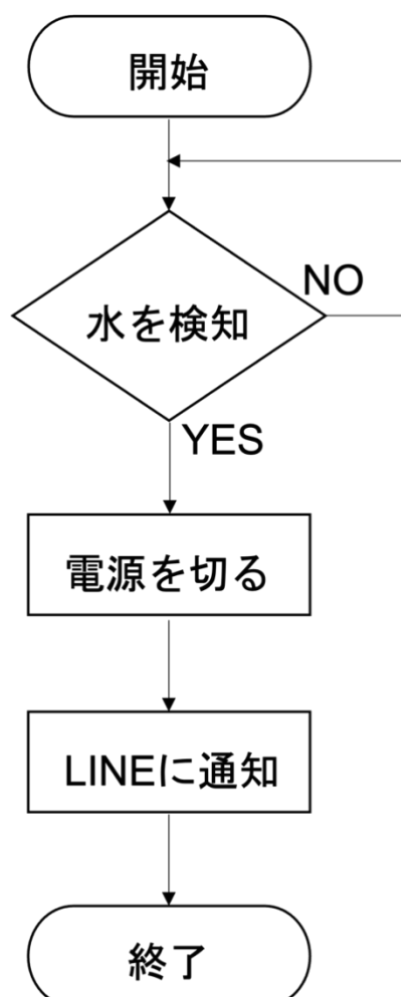 開始
水を検知
NO
YES
電源を切る
LINEに通知
終了